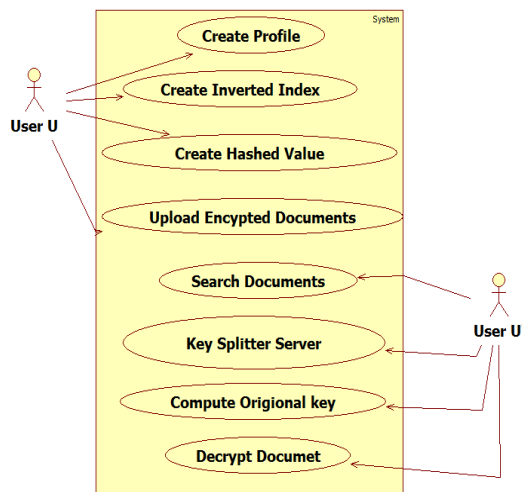 System
Create Profile
Create Inverted Index
User U
Create Hashed Value
Upload Encypted Documents
Search Documents
User U
Key Splitter Server
Compute Origional key
Decrypt Documet